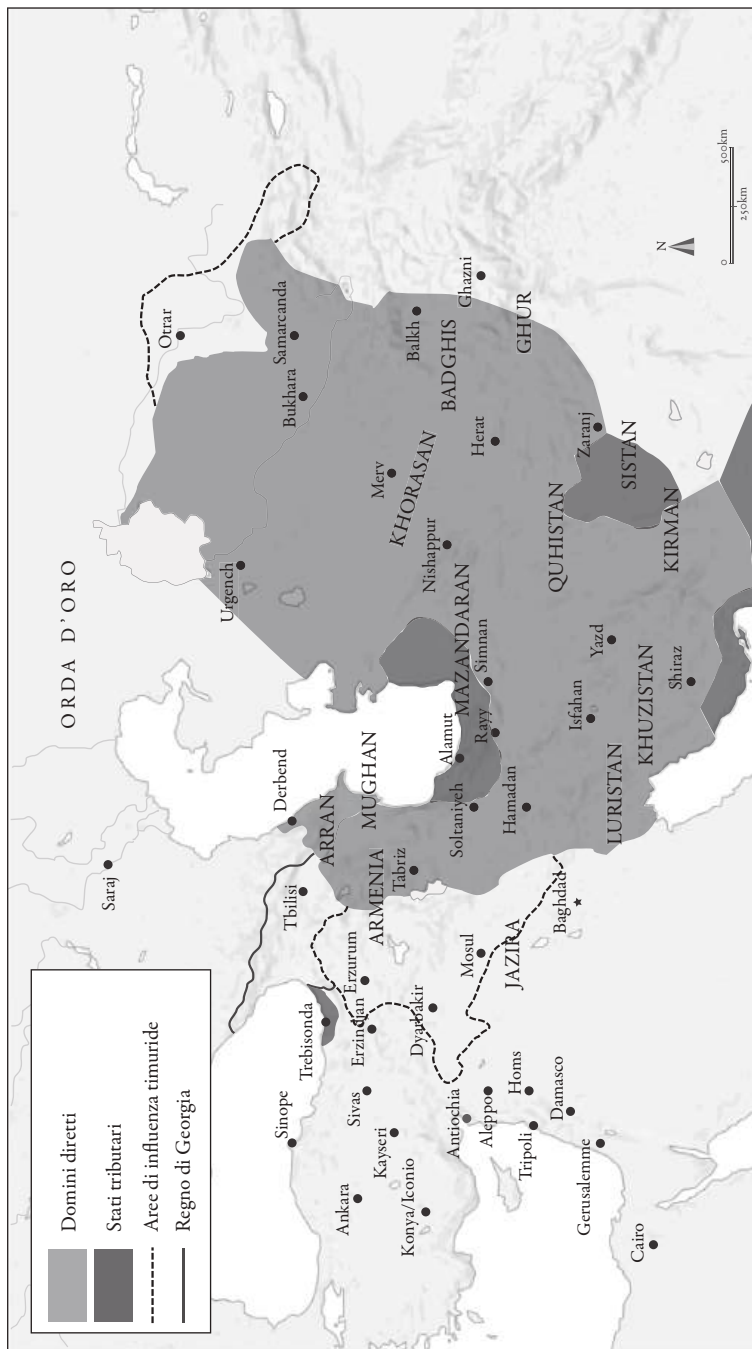 Domini diretti
Stati tributari
Aree di influenza timuride
Regno di Georgia
ORDA D'ORO
Saraj
Otrar
Sinope
Derbend
Tbilisi
Urgench
Bukhara
Samarcanda
Trebisonda
ARRAN
MUGHAN
Ankara
Sivas
Erzindjan
Erzurum
ARMENIA
Kayseri
Tabriz
Merv
KHORASAN
Balkh
BADGHIS
Konya/Iconio
Dyarbakir
Alamut
MAZANDARAN
Nishappur
Antiochia
Aleppo
Mosul
Soltaniyeh
Rayy
Simnan
Herat
Ghazni
GHUR
Homs
Tripoli
JAZIRA
Hamadan
QUHISTAN
Damasco
Baghdad
Isfahan
Yazd
Zaranj
SISTAN
Gerusalemme
LURISTAN
KHUZISTAN
KIRMAN
Cairo
Shiraz
N
0
250km
500km